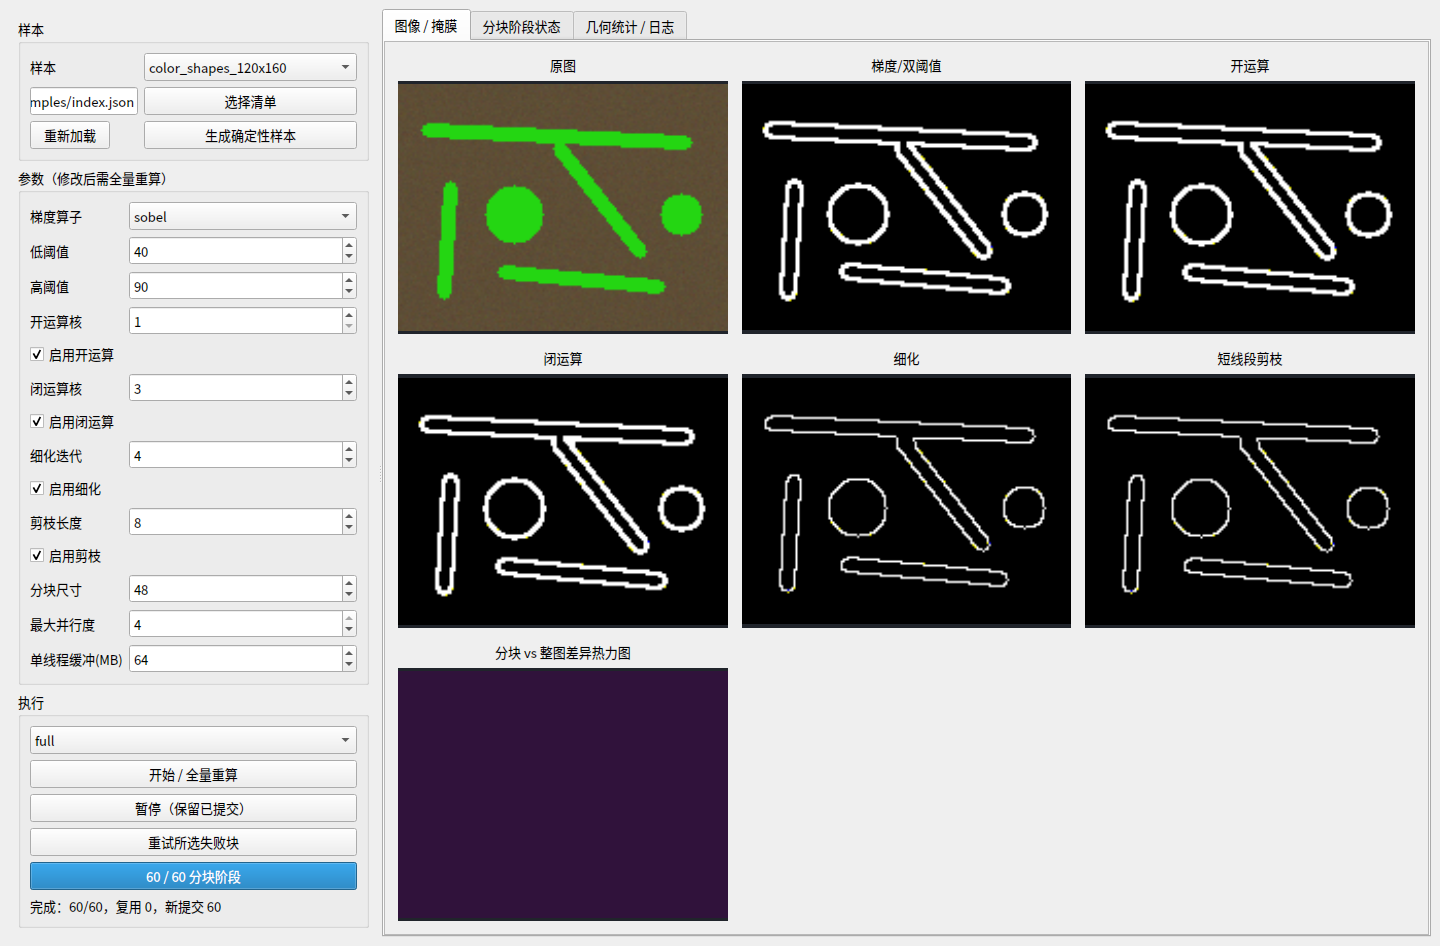 样本
样本
color_shapes_120x160
mples/index.json
选择清单
重新加载
生成确定性样本
参数（修改后需全量重算）
梯度算子
sobel
低阈值
40
高阈值
90
开运算核
1
启用开运算
闭运算核
3
启用闭运算
细化迭代
4
启用细化
剪枝长度
8
启用剪枝
分块尺寸
48
最大并行度
4
单线程缓冲(MB)
64
执行
full
开始 / 全量重算
暂停（保留已提交）
重试所选失败块
60 / 60 分块阶段
完成：60/60，复用 0，新提交 60
图像 / 掩膜
分块阶段状态
几何统计 / 日志
原图
梯度/双阈值
开运算
闭运算
细化
短线段剪枝
分块 vs 整图差异热力图